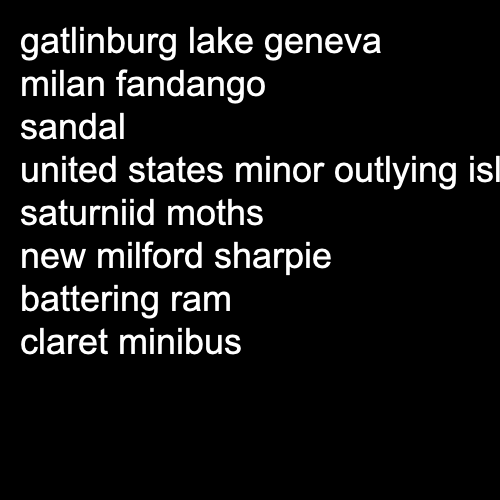 gatlinburg lake geneva
milan fandango
sandal
united states minor outlying
saturniid moths
new milford sharpie
battering ram
claret minibus